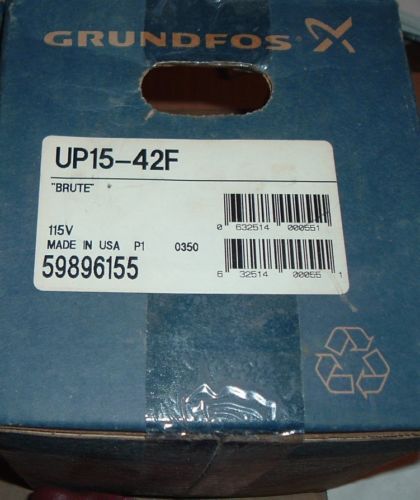 GRUNDFOS
UP15-42F
"BRUTE"
0 632514 000551
115V
MADE IN USA P1 0350
59896155
6 32514 00055 1